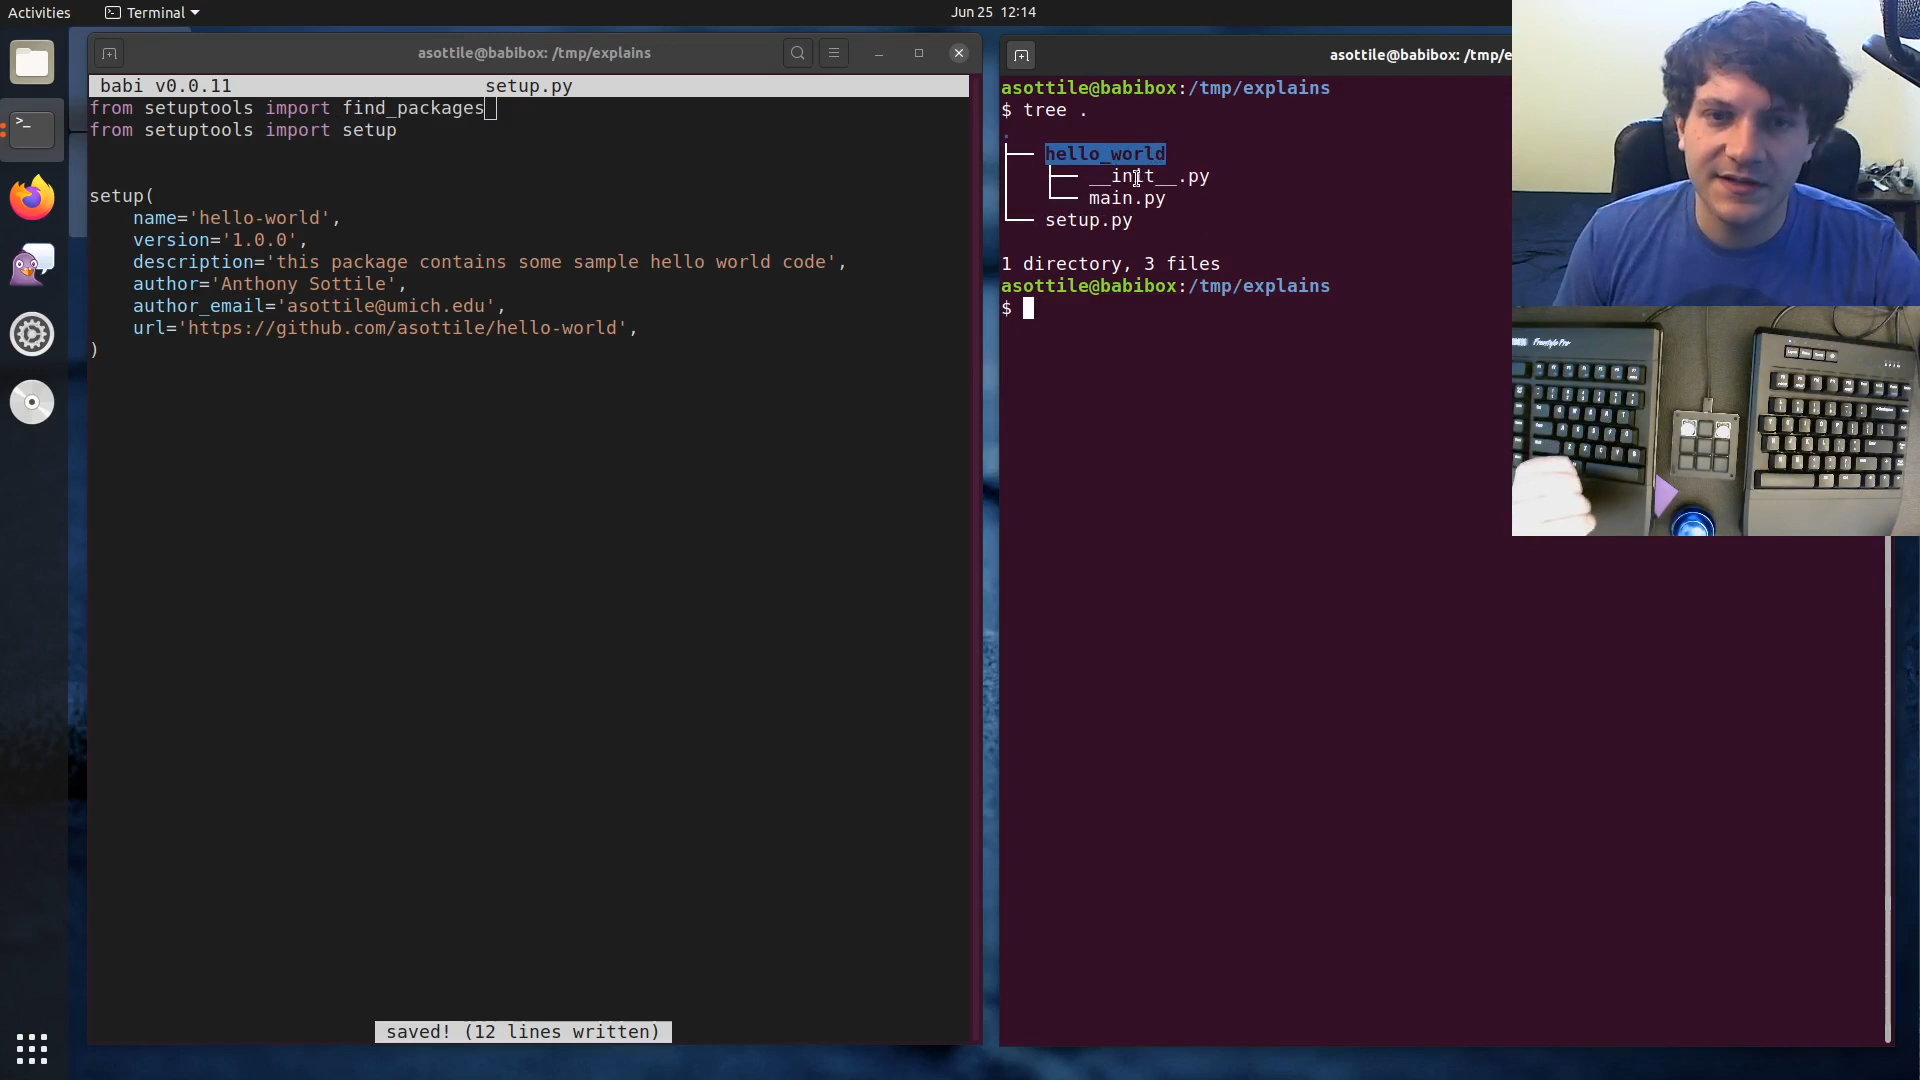 Activities
Terminal
Jun 25 12:14
asottile@babibox: /tmp/explains
babi v0.0.11 setup.py
from setuptools import find_packages
from setuptools import setup
setup(
    name='hello-world',
    version='1.0.0',
    description='this package contains some sample hello world code',
    author='Anthony Sottile',
    author_email='asottile@umich.edu',
    url='https://github.com/asottile/hello-world',
)
saved! (12 lines written)
asottile@babibox: /tmp/e
asottile@babibox:/tmp/explains
$ tree .
.
├── hello_world
│   ├── __init__.py
│   └── main.py
└── setup.py
1 directory, 3 files
asottile@babibox:/tmp/explains
$
Freestyle Pro